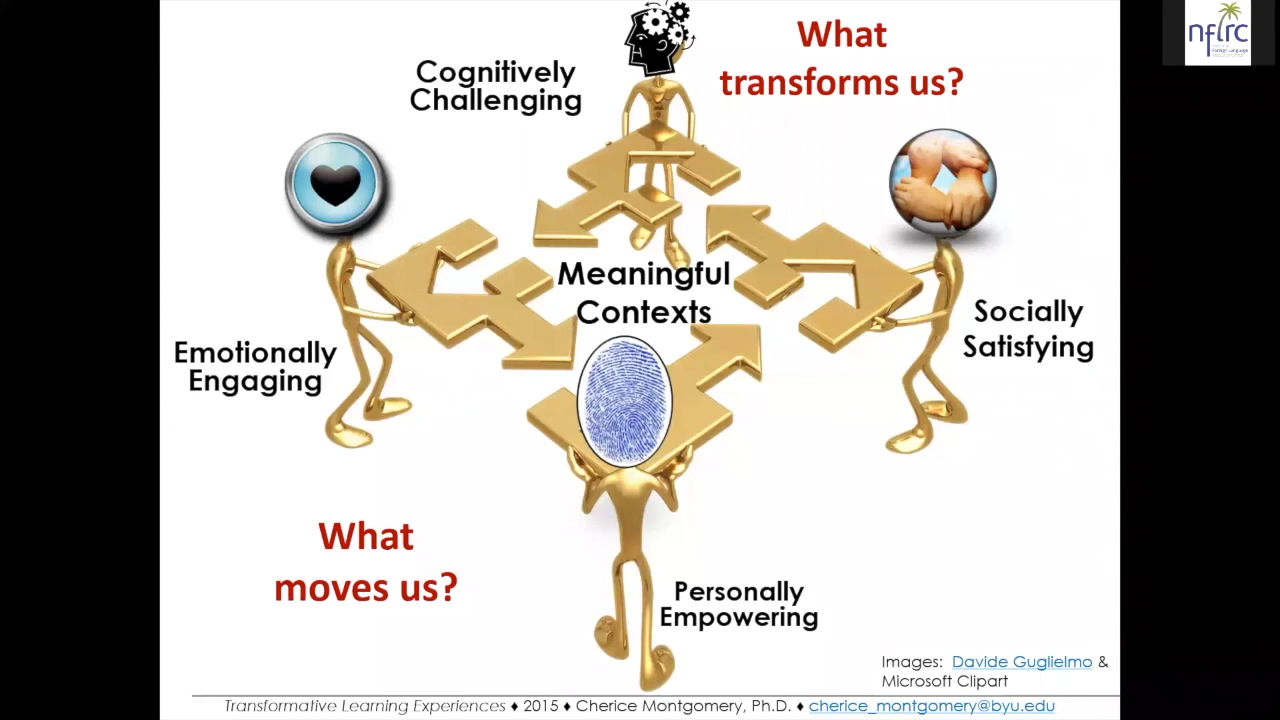 What
transforms us?
Cognitively
Challenging
nflrc
Meaningful
Contexts
Socially
Satisfying
Emotionally
Engaging
What
moves us?
Personally
Empowering
Images: Davide Guglielmo &
Microsoft Clipart
Transformative Learning Experiences ♦ 2015 ♦ Cherice Montgomery, Ph.D. ♦ cherice_montgomery@byu.edu